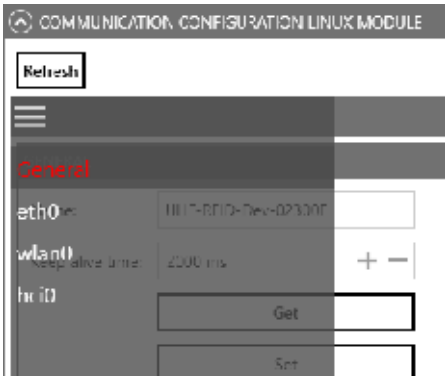 COMMUNICATION CONFIGURATION LINUX MODULE
Refresh
General
eth0
wlan0
Keep alive time: 2000 ms
hci0
Get
Set